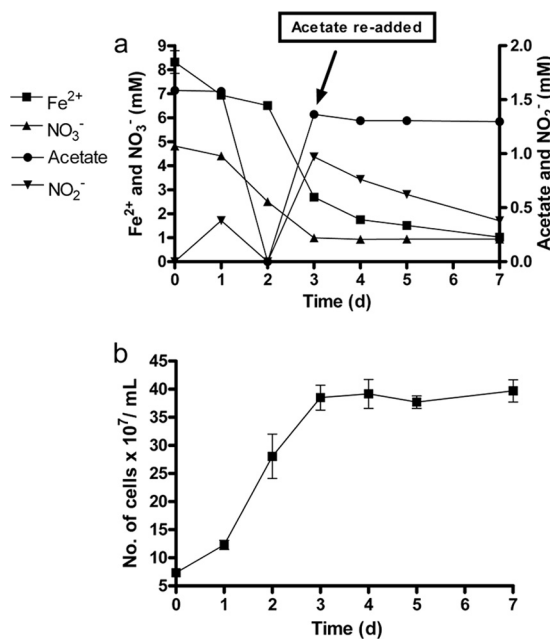 Acetate re-added
a
Fe²⁺
NO₃⁻
Acetate
NO₂⁻
Fe²⁺ and NO₃⁻ (mM)
9
8
7
6
5
4
3
2
1
0
2.0
1.5
1.0
0.5
0.0
Acetate and NO₂⁻ (mM)
0 1 2 3 4 5 6 7
Time (d)
b
No. of cells x 10⁷/ mL
45
40
35
30
25
20
15
10
5
0 1 2 3 4 5 6 7
Time (d)